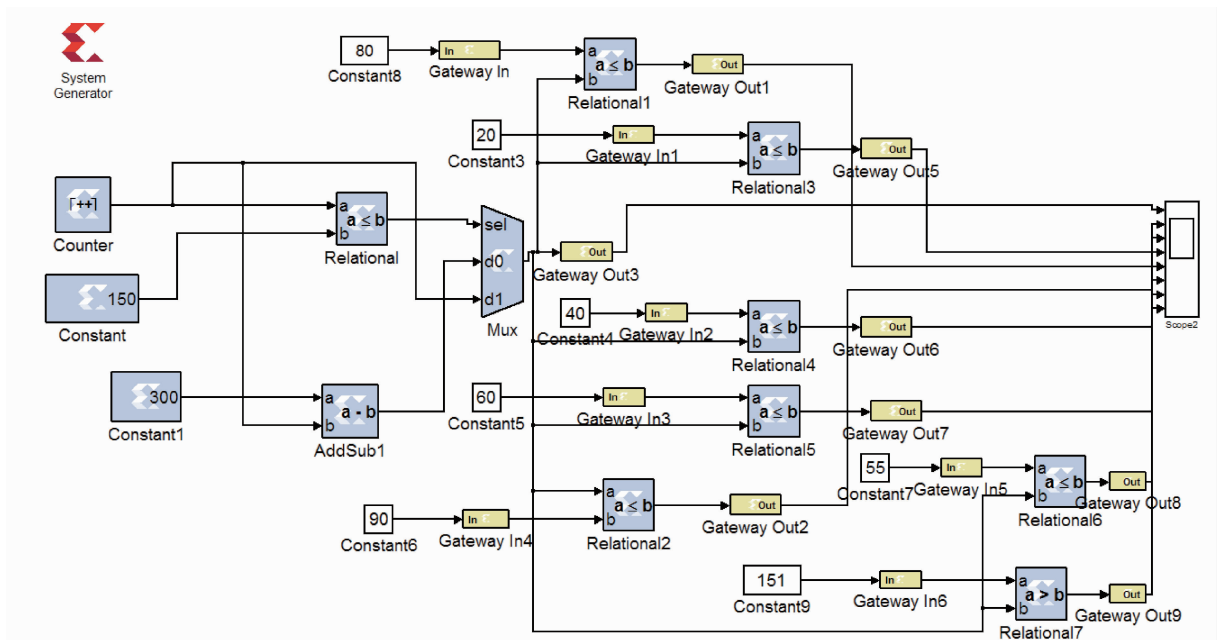 System
Generator
80
Constant8
In
Gateway In
a
b
a ≤ b
Relational1
Out
Gateway Out1
20
Constant3
In
Gateway In1
a
b
a ≤ b
Relational3
Out
Gateway Out5
++
Counter
a
b
a ≤ b
Relational
150
Constant
sel
d0
d1
Mux
Out
Gateway Out3
Scope2
40
Constant4
In
Gateway In2
a
b
a ≤ b
Relational4
Out
Gateway Out6
300
Constant1
a
b
a - b
AddSub1
60
Constant5
In
Gateway In3
a
b
a ≤ b
Relational5
Out
Gateway Out7
55
Constant7
In
Gateway In5
a
b
a ≤ b
Relational6
Out
Gateway Out8
90
Constant6
In
Gateway In4
a
b
a ≤ b
Relational2
Out
Gateway Out2
151
Constant9
In
Gateway In6
a
b
a > b
Relational7
Out
Gateway Out9